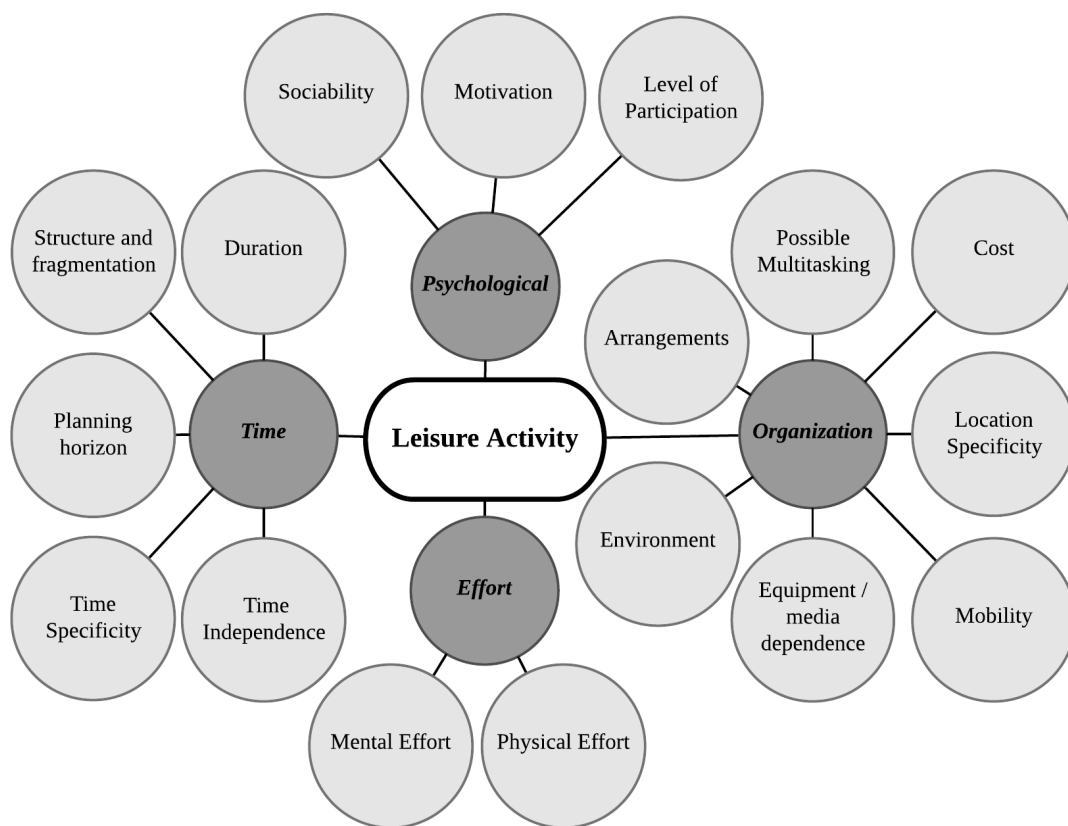 Sociability
Motivation
Level of
Participation
Structure and
fragmentation
Duration
Psychological
Possible
Multitasking
Cost
Arrangements
Planning
horizon
Time
Leisure Activity
Organization
Location
Specificity
Environment
Time
Specificity
Time
Independence
Effort
Equipment /
media
dependence
Mobility
Mental Effort
Physical Effort